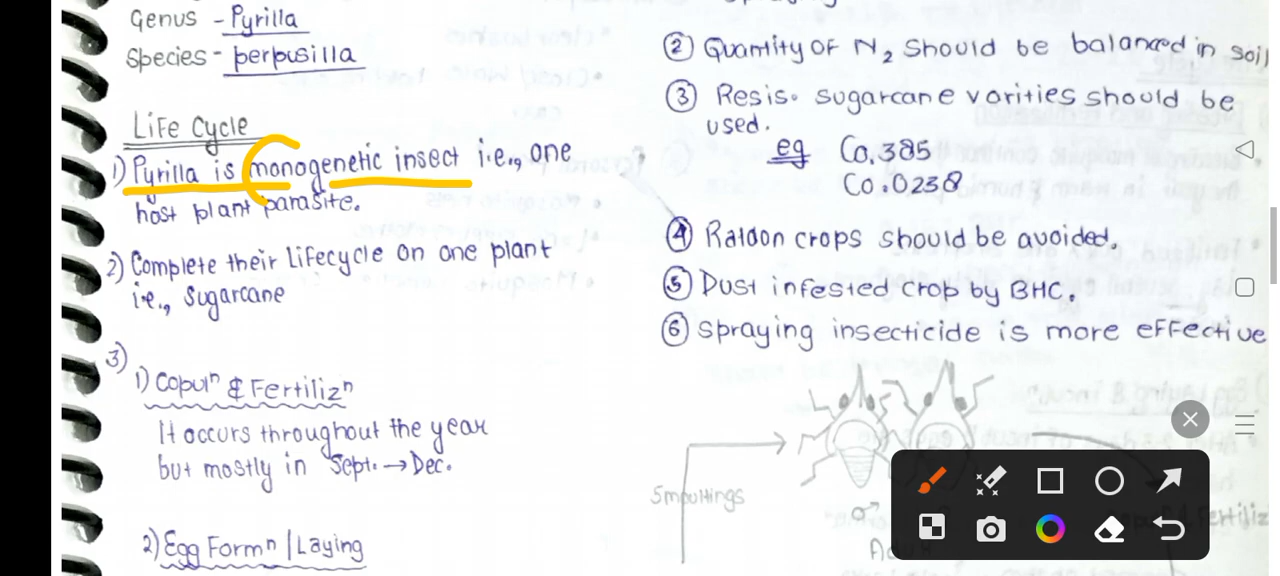 Genus - Pyrilla
Species - perpusilla
Life Cycle
1) Pyrilla is monogenetic insect i.e., one
host plant parasite.
2) Complete their lifecycle on one plant
i.e., Sugarcane
3)
1) Copulⁿ & Fertilizⁿ
It occurs throughout the year
but mostly in Sept. → Dec.
2) Egg Formⁿ / Laying
② Quantity of N₂ should be balanced in soil
③ Resis. sugarcane varities should be
used.
eg Co.385
Co.0238
④ Ratoon crops should be avoided.
⑤ Dust infested crop by BHC.
⑥ Spraying insecticide is more effective
5 moultings
♂